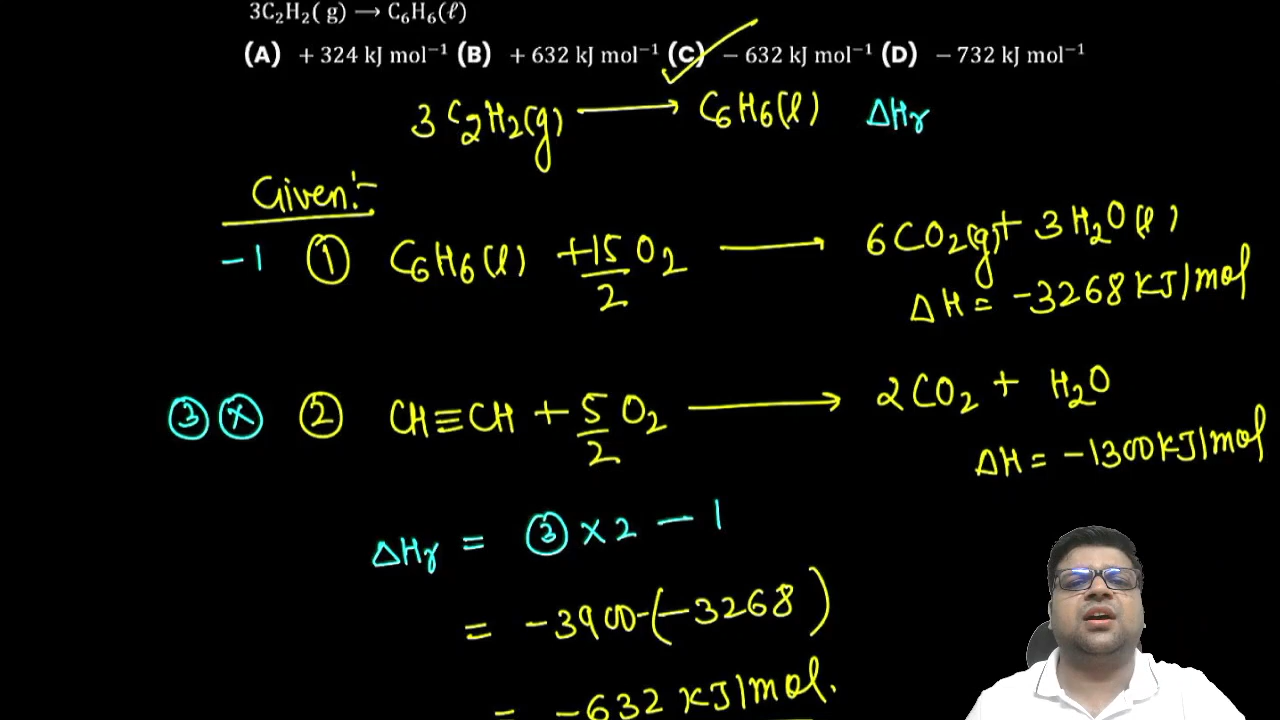 3C₂H₂( g) ⟶ C₆H₆(ℓ)
(A) + 324 kJ mol⁻¹ (B) + 632 kJ mol⁻¹ (C) − 632 kJ mol⁻¹ (D) − 732 kJ mol⁻¹
3 C₂H₂(g) ⟶ C₆H₆(l) ΔHr
Given:-
-1 ① C₆H₆(l) + 15/2 O₂ ⟶ 6CO₂(g) + 3H₂O(l)
ΔH = -3268 KJ/mol
③ⓧ ② CH≡CH + 5/2 O₂ ⟶ 2CO₂ + H₂O
ΔH = -1300 KJ/mol
ΔHr = ③ × 2 - 1
= -3900-(-3268)
= -632 KJ/mol.